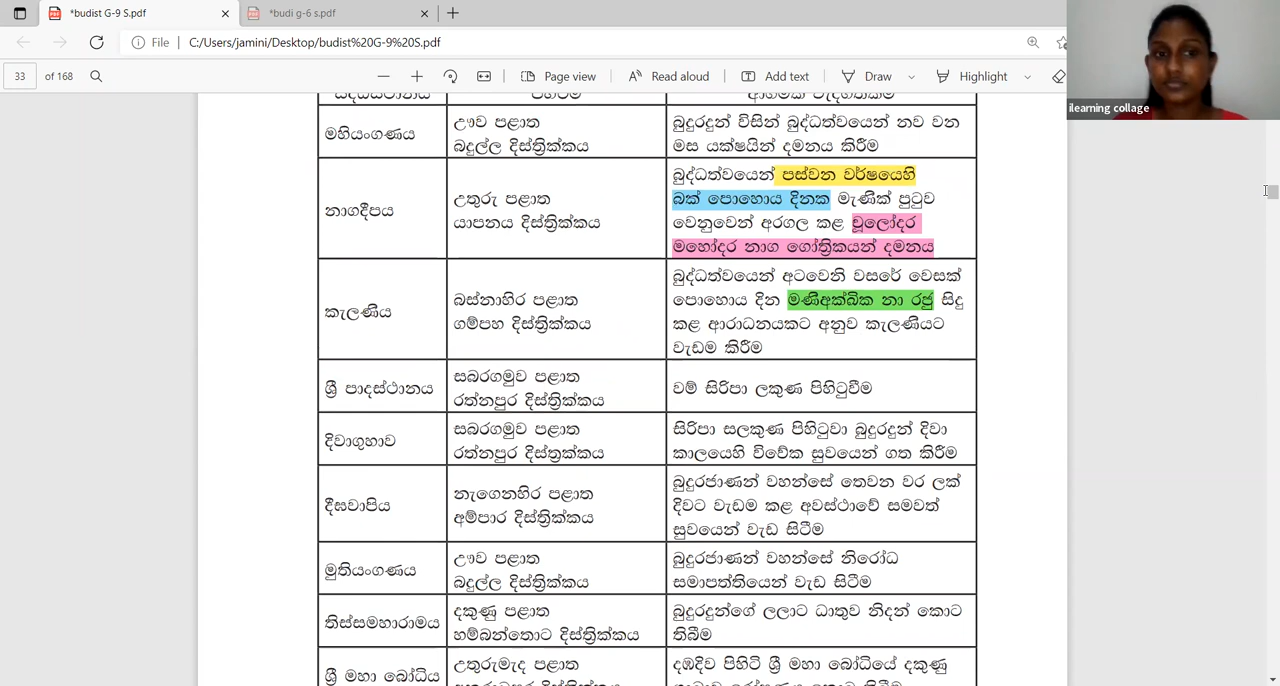 *budist G-9 S.pdf
*budi g-6 s.pdf
File
C:/Users/jamini/Desktop/budist%20G-9%20S.pdf
33 of 168
Page view
Read aloud
Add text
Draw
Highlight
ilearning collage
සිද්ධස්ථානය
පිහිටීම
ආගමික වැදගත්කම
මහියංගණය
ඌව පළාත
බදුල්ල දිස්ත්‍රික්කය
බුදුරදුන් විසින් බුද්ධත්වයෙන් නව වන
මස යක්ෂයින් දමනය කිරීම
නාගදීපය
උතුරු පළාත
යාපනය දිස්ත්‍රික්කය
බුද්ධත්වයෙන් පස්වන වර්ෂයෙහි
බක් පොහොය දිනක මැණික් පුටුව
වෙනුවෙන් අරගල කළ චූලෝදර
මහෝදර නාග ගෝත්‍රිකයන් දමනය
කැලණිය
බස්නාහිර පළාත
ගම්පහ දිස්ත්‍රික්කය
බුද්ධත්වයෙන් අටවෙනි වසරේ වෙසක්
පොහොය දින මණිඅක්ඛික නා රජු සිදු
කළ ආරාධනයකට අනුව කැලණියට
වැඩම කිරීම
ශ්‍රී පාදස්ථානය
සබරගමුව පළාත
රත්නපුර දිස්ත්‍රික්කය
වම් සිරිපා ලකුණ පිහිටුවීම
දිවාගුහාව
සබරගමුව පළාත
රත්නපුර දිස්ත්‍රක්කය
සිරිපා සලකුණ පිහිටුවා බුදුරදුන් දිවා
කාලයෙහි විවේක සුවයෙන් ගත කිරීම
දීඝවාපිය
නැගෙනහිර පළාත
අම්පාර දිස්ත්‍රික්කය
බුදුරජාණන් වහන්සේ තෙවන වර ලක්
දිවට වැඩම කළ අවස්ථාවේ සමවත්
සුවයෙන් වැඩ සිටීම
මුතියංගණය
ඌව පළාත
බදුල්ල දිස්ත්‍රික්කය
බුදුරජාණන් වහන්සේ නිරෝධ
සමාපත්තියෙන් වැඩ සිටීම
තිස්සමහාරාමය
දකුණු පළාත
හම්බන්තොට දිස්ත්‍රික්කය
බුදුරදුන්ගේ ලලාට ධාතුව නිදන් කොට
තිබීම
ශ්‍රී මහා බෝධිය
උතුරුමැද පළාත
දඹදිව පිහිටි ශ්‍රී මහා බෝධියේ දකුණු